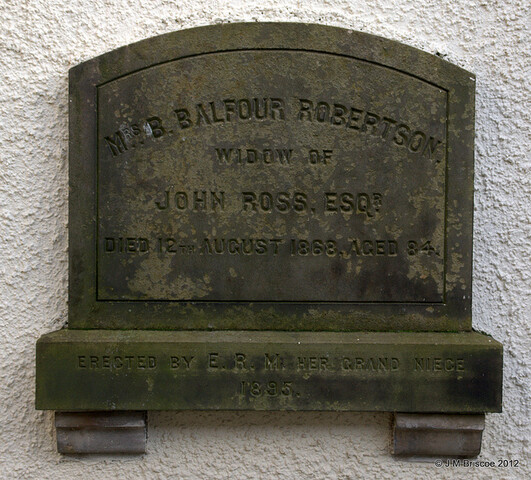 MRS. B. BALFOUR ROBERTSON.
WIDOW OF
JOHN ROSS, ESQR.
DIED 12TH AUGUST 1868, AGED 84.
ERECTED BY E. R. M. HER GRAND NIECE
1895.
© J M Briscoe 2012